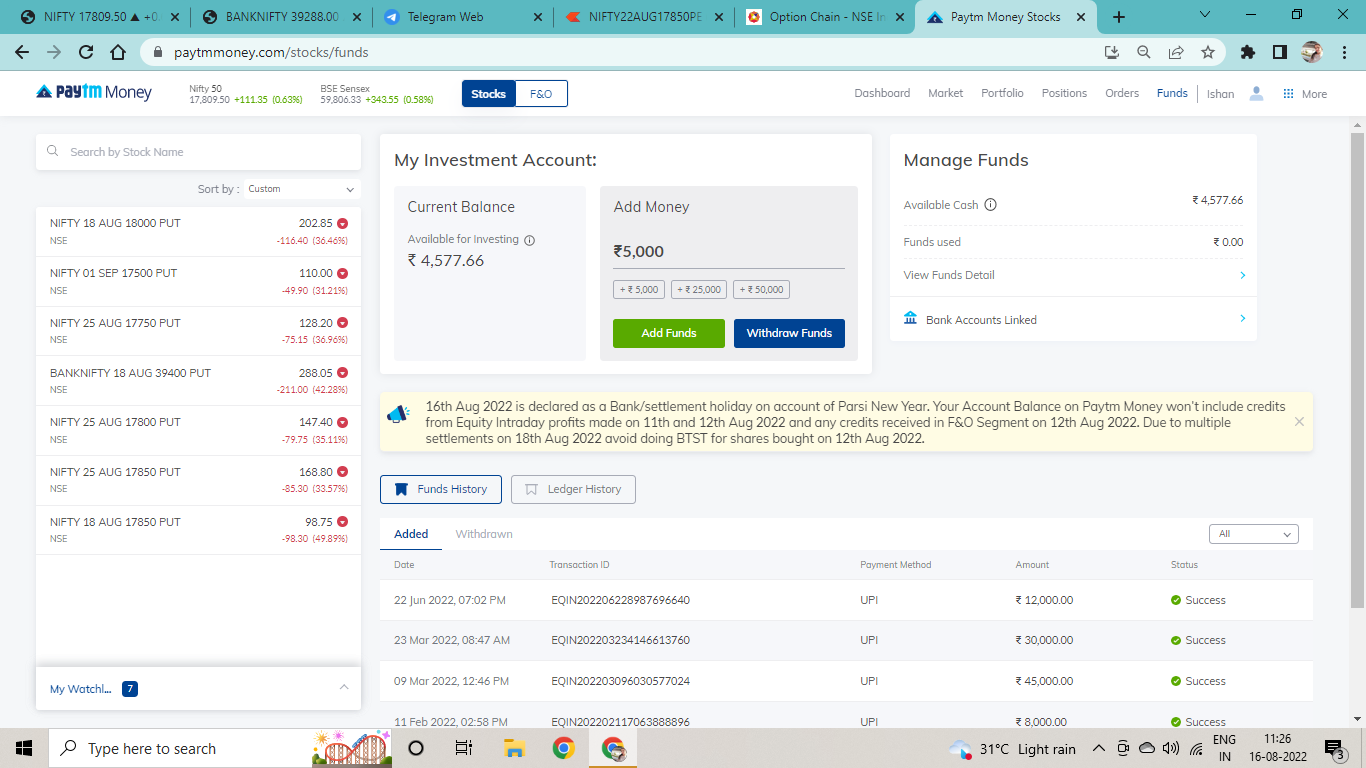 NIFTY 17809.50 ▲ +0.
BANKNIFTY 39288.00
Telegram Web
NIFTY22AUG17850PE
Option Chain - NSE In
Paytm Money Stocks
paytmmoney.com/stocks/funds
paytm Money
Nifty 50
17,809.50 +111.35 (0.63%)
BSE Sensex
59,806.33 +343.55 (0.58%)
Stocks
F&O
Dashboard
Market
Portfolio
Positions
Orders
Funds
Ishan
More
Search by Stock Name
Sort by : Custom
NIFTY 18 AUG 18000 PUT 202.85
NSE -116.40 (36.46%)
NIFTY 01 SEP 17500 PUT 110.00
NSE -49.90 (31.21%)
NIFTY 25 AUG 17750 PUT 128.20
NSE -75.15 (36.96%)
BANKNIFTY 18 AUG 39400 PUT 288.05
NSE -211.00 (42.28%)
NIFTY 25 AUG 17800 PUT 147.40
NSE -79.75 (35.11%)
NIFTY 25 AUG 17850 PUT 168.80
NSE -85.30 (33.57%)
NIFTY 18 AUG 17850 PUT 98.75
NSE -98.30 (49.89%)
My Watchl... 7
My Investment Account:
Current Balance
Available for Investing
₹ 4,577.66
Add Money
₹5,000
+ ₹ 5,000
+ ₹ 25,000
+ ₹ 50,000
Add Funds
Withdraw Funds
Manage Funds
Available Cash ₹ 4,577.66
Funds used ₹ 0.00
View Funds Detail
Bank Accounts Linked
16th Aug 2022 is declared as a Bank/settlement holiday on account of Parsi New Year. Your Account Balance on Paytm Money won't include credits
from Equity Intraday profits made on 11th and 12th Aug 2022 and any credits received in F&O Segment on 12th Aug 2022. Due to multiple
settlements on 18th Aug 2022 avoid doing BTST for shares bought on 12th Aug 2022.
Funds History
Ledger History
Added
Withdrawn
All
Date Transaction ID Payment Method Amount Status
22 Jun 2022, 07:02 PM EQIN202206228987696640 UPI ₹ 12,000.00 Success
23 Mar 2022, 08:47 AM EQIN202203234146613760 UPI ₹ 30,000.00 Success
09 Mar 2022, 12:46 PM EQIN202203096030577024 UPI ₹ 45,000.00 Success
11 Feb 2022, 02:58 PM EQIN202202117063888896 UPI ₹ 8,000.00 Success
Type here to search
31°C Light rain
ENG
IN
11:26
16-08-2022
3